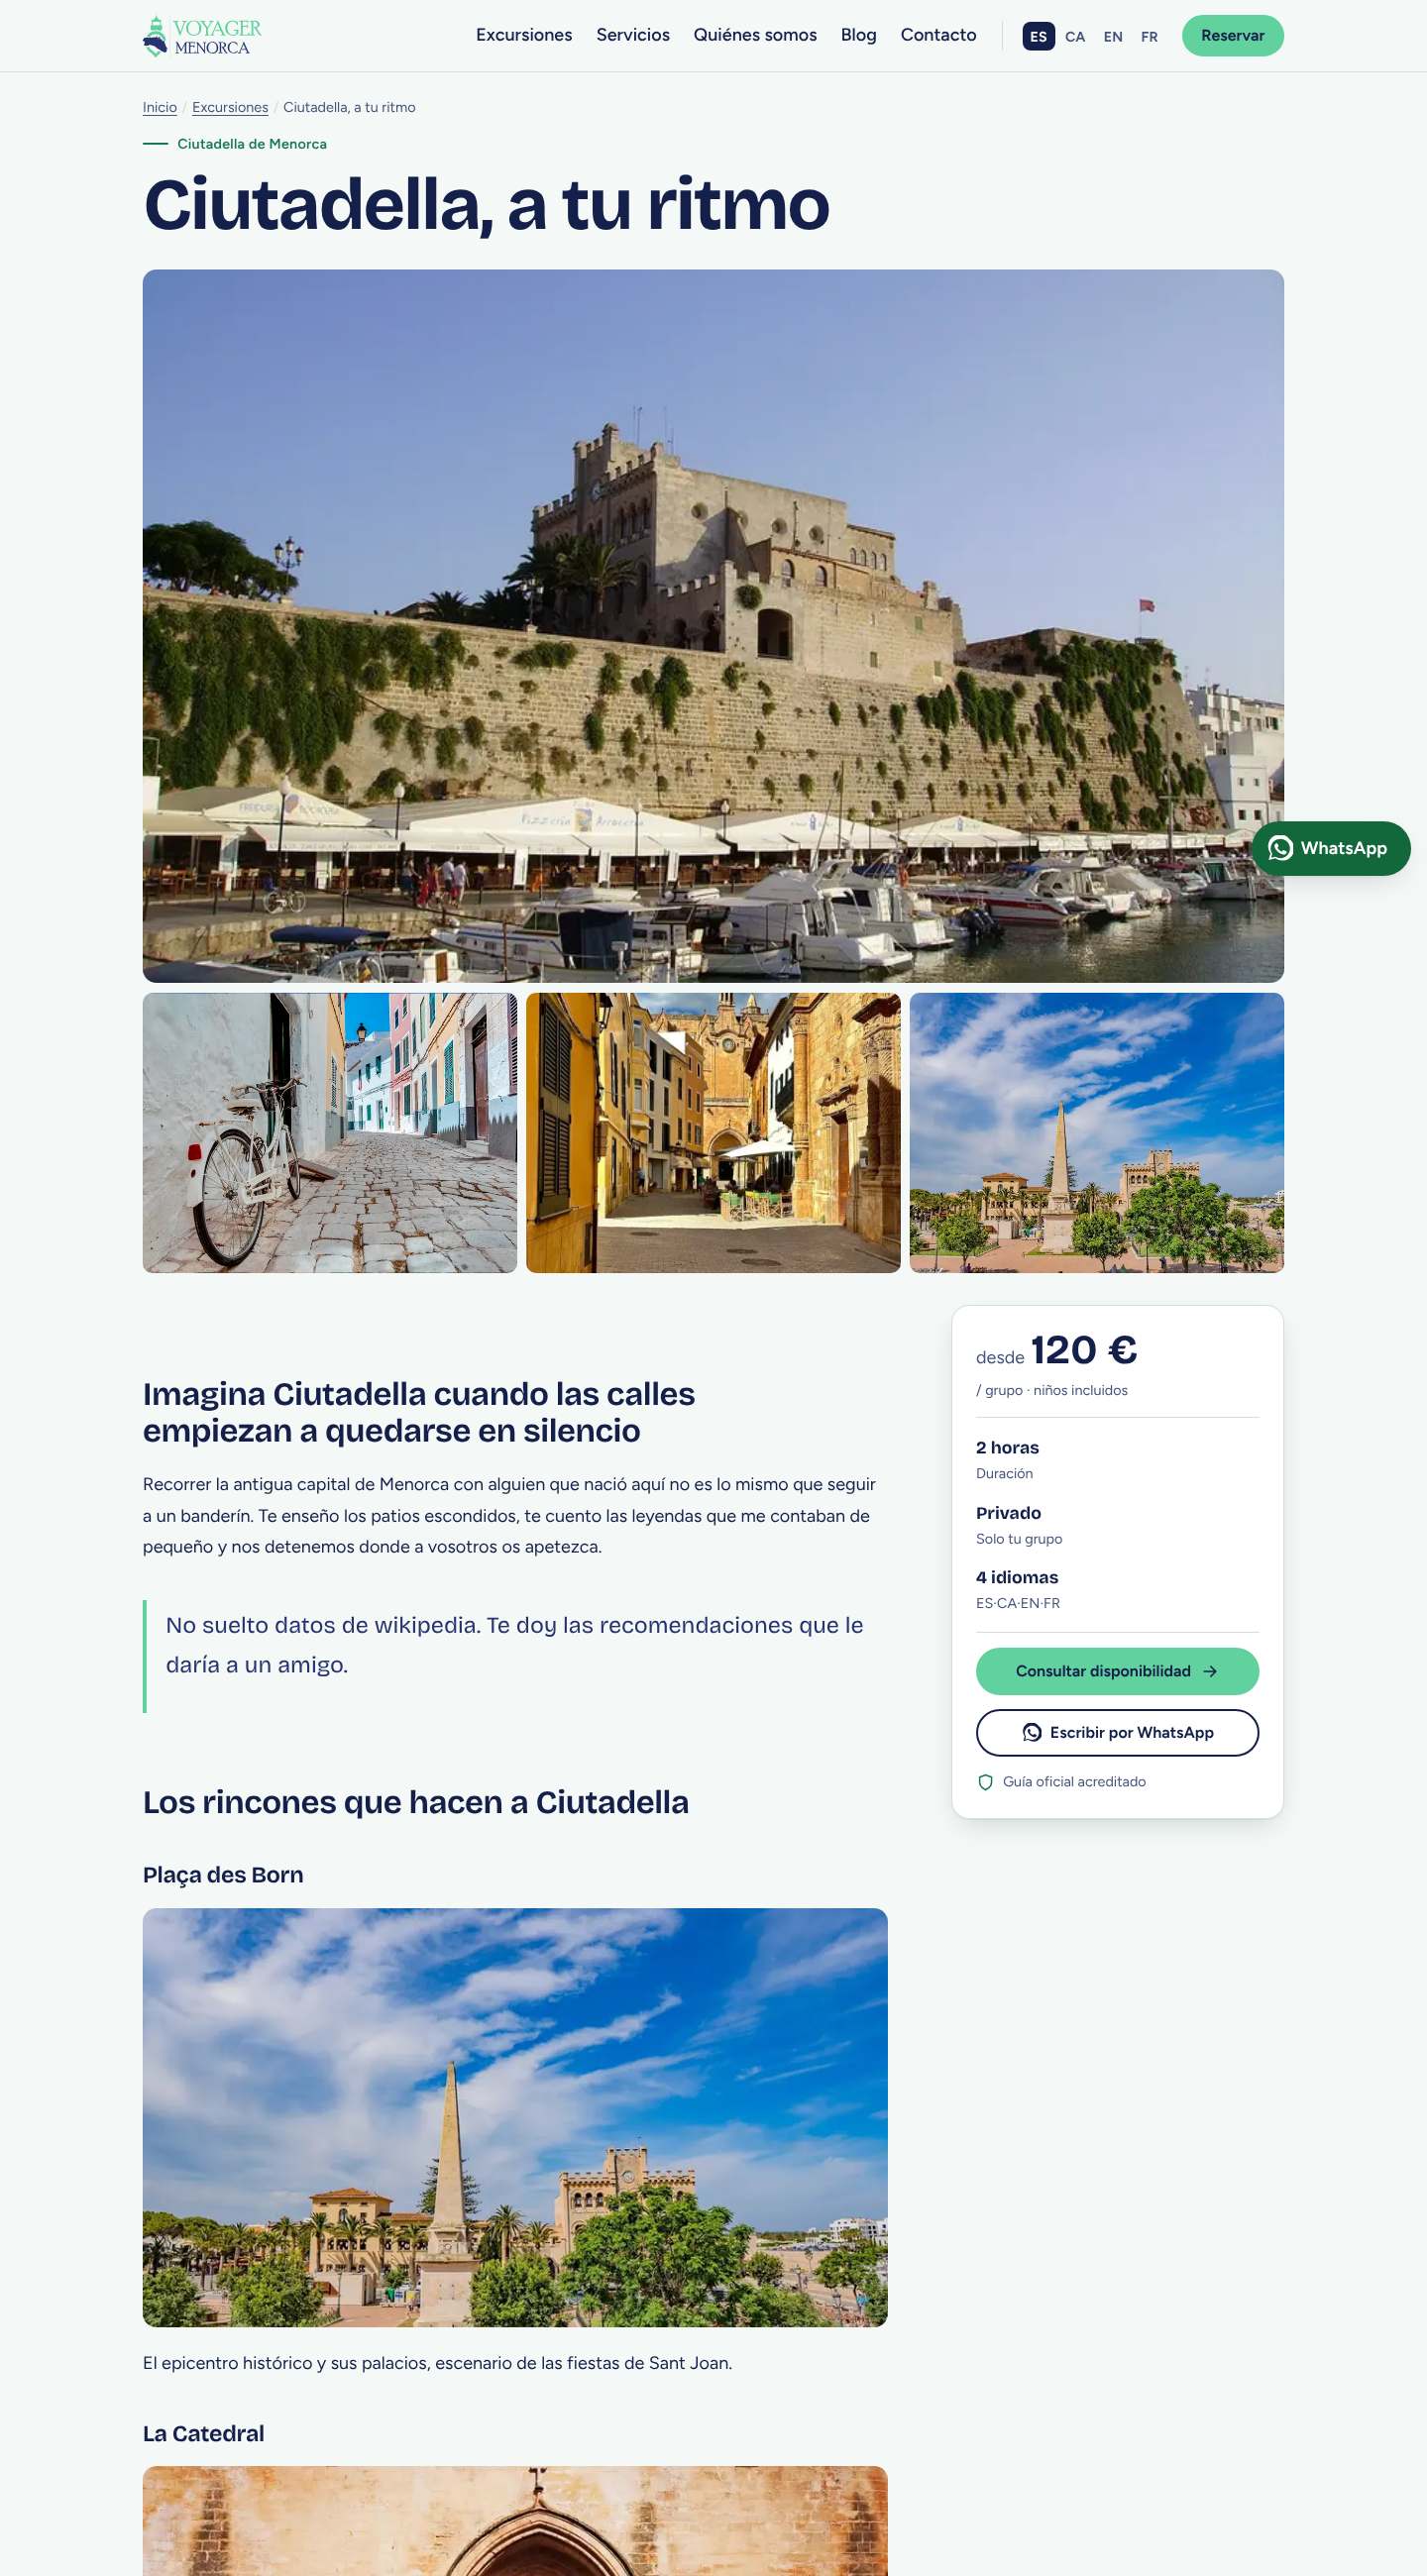 VOYAGER
MENORCA
Excursiones
Servicios
Quiénes somos
Blog
Contacto
ES
CA
EN
FR
Reservar
Inicio / Excursiones / Ciutadella, a tu ritmo
Ciutadella de Menorca
Ciutadella, a tu ritmo
Pizzeria Arroceria
WhatsApp
desde 120 €
/ grupo · niños incluidos
2 horas
Duración
Privado
Solo tu grupo
4 idiomas
ES·CA·EN·FR
Consultar disponibilidad →
Escribir por WhatsApp
Guía oficial acreditado
Imagina Ciutadella cuando las calles
empiezan a quedarse en silencio
Recorrer la antigua capital de Menorca con alguien que nació aquí no es lo mismo que seguir
a un banderín. Te enseño los patios escondidos, te cuento las leyendas que me contaban de
pequeño y nos detenemos donde a vosotros os apetezca.
No suelto datos de wikipedia. Te doy las recomendaciones que le
daría a un amigo.
Los rincones que hacen a Ciutadella
Plaça des Born
El epicentro histórico y sus palacios, escenario de las fiestas de Sant Joan.
La Catedral